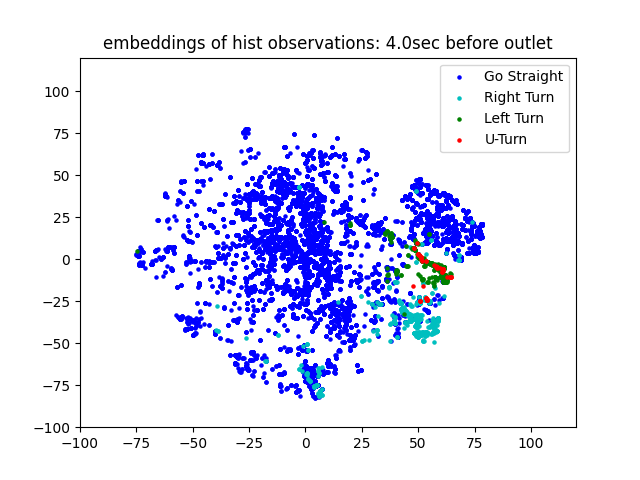 embeddings of hist observations: 4.0sec before outlet
Go Straight
Right Turn
Left Turn
U-Turn
100
75
50
25
0
−25
−50
−75
−100
−100 −75 −50 −25 0 25 50 75 100